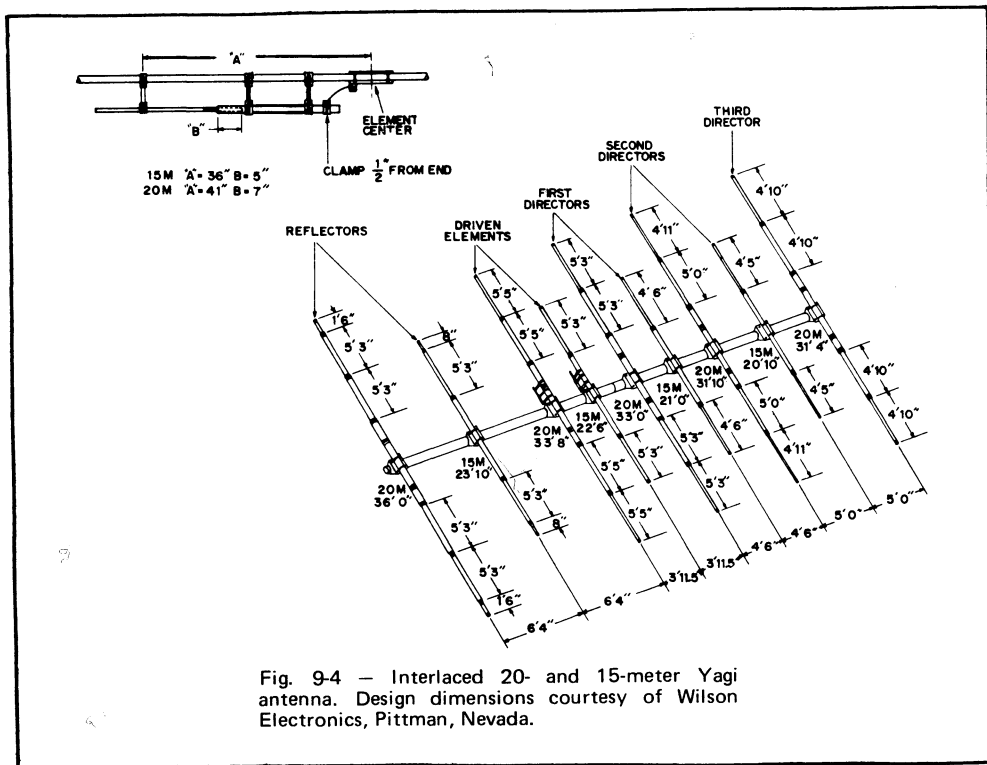 "A"
"B"
ELEMENT
CENTER
CLAMP 1/2" FROM END
15M "A"= 36" B= 5"
20M "A"= 41" B= 7"
THIRD
DIRECTOR
SECOND
DIRECTORS
FIRST
DIRECTORS
DRIVEN
ELEMENTS
REFLECTORS
1'6"
5'3"
5'3"
20M
36'0"
5'3"
5'3"
1'6"
8"
5'3"
15M
23'10"
5'3"
8"
5'5"
5'5"
20M
33'8"
5'5"
5'5"
5'3"
15M
22'6"
5'3"
5'3"
5'3"
20M
33'0"
5'3"
5'3"
4'6"
15M
21'0"
4'6"
4'11"
5'0"
20M
31'10"
5'0"
4'11"
4'5"
15M
20'10"
4'5"
4'10"
4'10"
20M
31'4"
4'10"
4'10"
6'4"
6'4"
3'11.5"
3'11.5"
4'6"
4'6"
5'0"
5'0"
Fig. 9-4 — Interlaced 20- and 15-meter Yagi
antenna. Design dimensions courtesy of Wilson
Electronics, Pittman, Nevada.